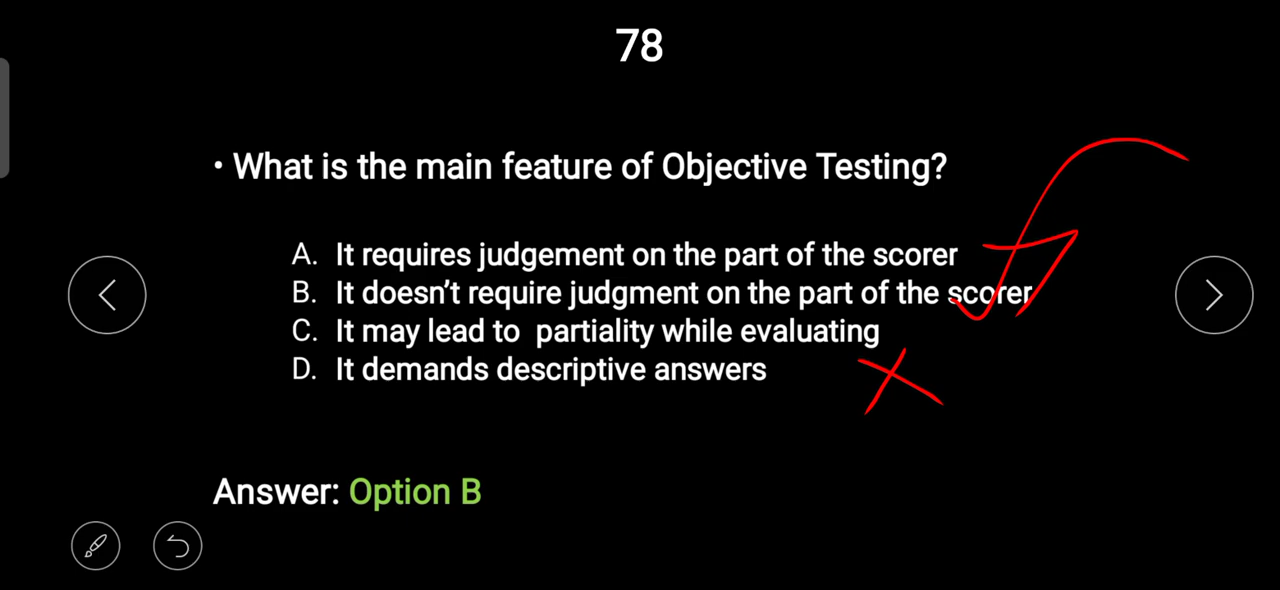 78
• What is the main feature of Objective Testing?
A. It requires judgement on the part of the scorer
B. It doesn't require judgment on the part of the scorer
C. It may lead to partiality while evaluating
D. It demands descriptive answers
Answer: Option B